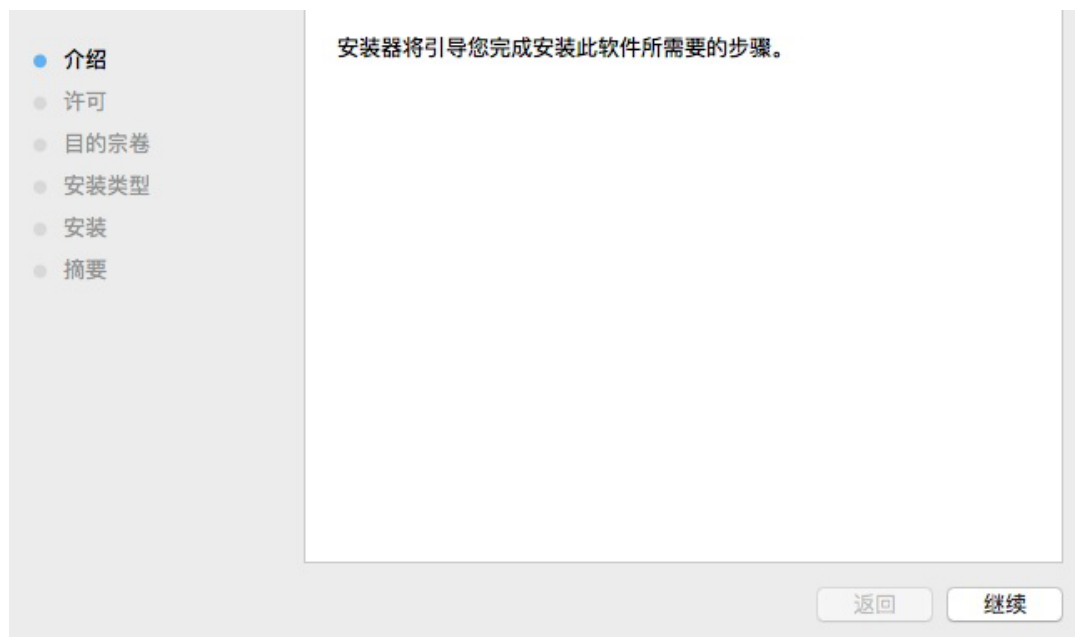 介绍
许可
目的宗卷
安装类型
安装
摘要
安装器将引导您完成安装此软件所需要的步骤。
返回
继续